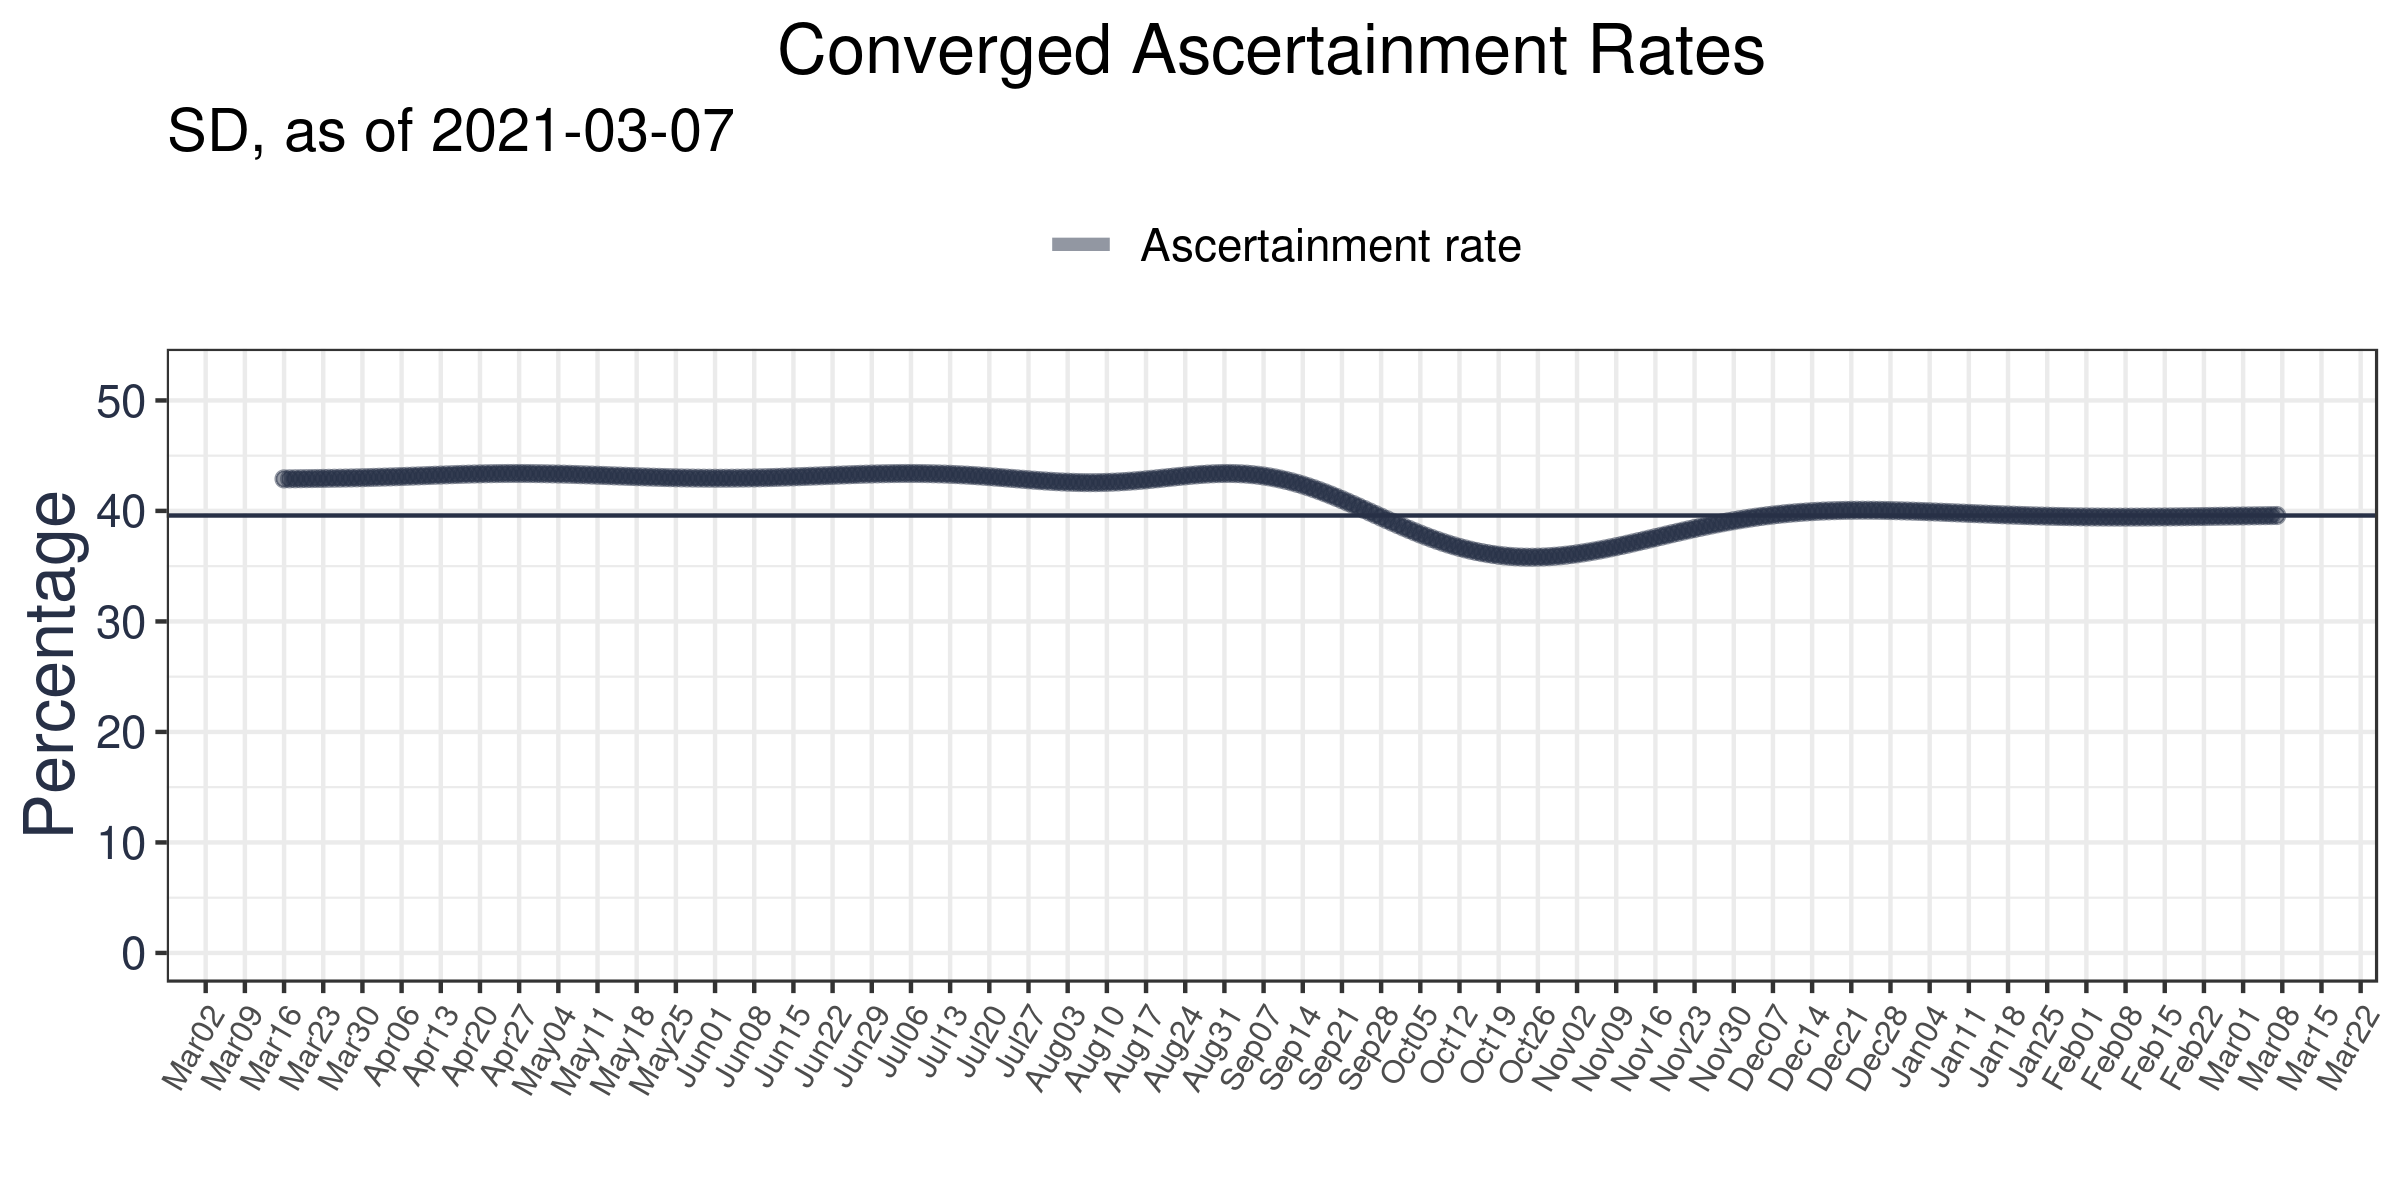 Converged Ascertainment Rates
SD, as of 2021-03-07
Ascertainment rate
Percentage
50
40
30
20
10
0
Mar02 Mar09 Mar16 Mar23 Mar30 Apr06 Apr13 Apr20 Apr27 May04 May11 May18 May25 Jun01 Jun08 Jun15 Jun22 Jun29 Jul06 Jul13 Jul20 Jul27 Aug03 Aug10 Aug17 Aug24 Aug31 Sep07 Sep14 Sep21 Sep28 Oct05 Oct12 Oct19 Oct26 Nov02 Nov09 Nov16 Nov23 Nov30 Dec07 Dec14 Dec21 Dec28 Jan04 Jan11 Jan18 Jan25 Feb01 Feb08 Feb15 Feb22 Mar01 Mar08 Mar15 Mar22